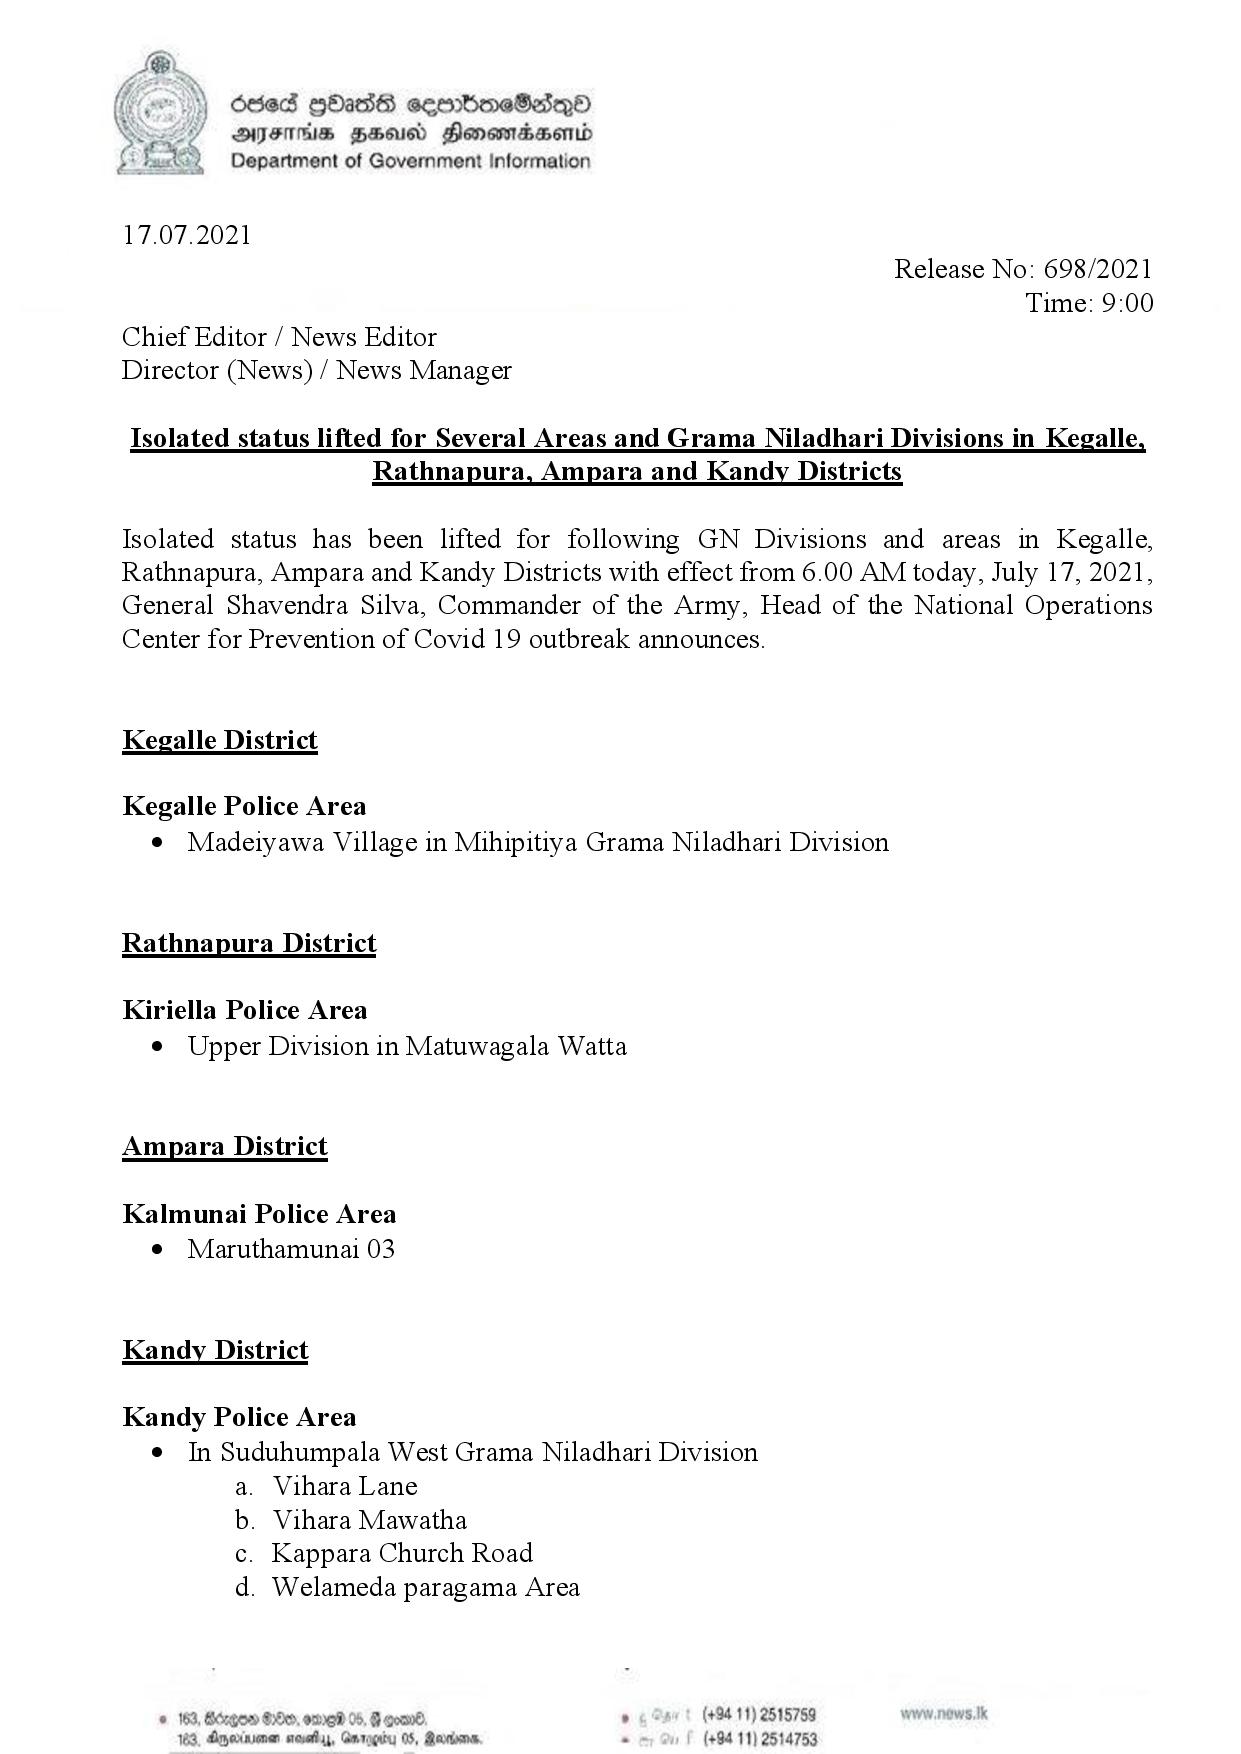 රජයේ ප්‍රවෘත්ති දෙපාර්තමේන්තුව
அரசாங்க தகவல் திணைக்களம்
Department of Government Information
17.07.2021
Release No: 698/2021
Time: 9:00
Chief Editor / News Editor
Director (News) / News Manager
Isolated status lifted for Several Areas and Grama Niladhari Divisions in Kegalle,
Rathnapura, Ampara and Kandy Districts
Isolated status has been lifted for following GN Divisions and areas in Kegalle,
Rathnapura, Ampara and Kandy Districts with effect from 6.00 AM today, July 17, 2021,
General Shavendra Silva, Commander of the Army, Head of the National Operations
Center for Prevention of Covid 19 outbreak announces.
Kegalle District
Kegalle Police Area
• Madeiyawa Village in Mihipitiya Grama Niladhari Division
Rathnapura District
Kiriella Police Area
• Upper Division in Matuwagala Watta
Ampara District
Kalmunai Police Area
• Maruthamunai 03
Kandy District
Kandy Police Area
• In Suduhumpala West Grama Niladhari Division
a. Vihara Lane
b. Vihara Mawatha
c. Kappara Church Road
d. Welameda paragama Area
163, කිරුලපන මාවත, කොළඹ 05, ශ්‍රී ලංකාව.
163, கிருலப்பனை எவனியூ, கொழும்பு 05, இலங்கை.
(+94 11) 2515759
(+94 11) 2514753
www.news.lk